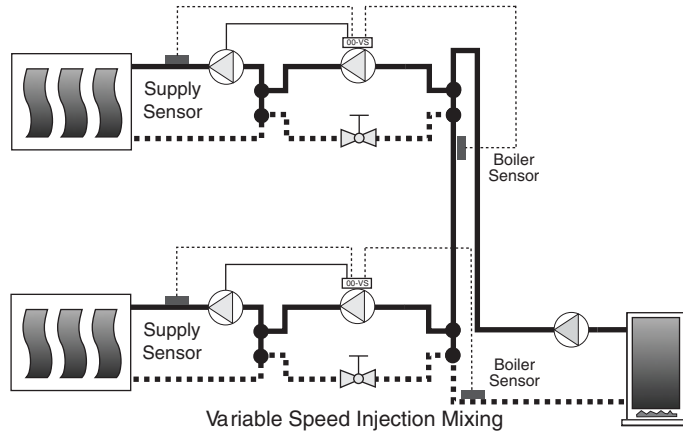 00-VS
Supply
Sensor
Boiler
Sensor
00-VS
Supply
Sensor
Boiler
Sensor
Variable Speed Injection Mixing